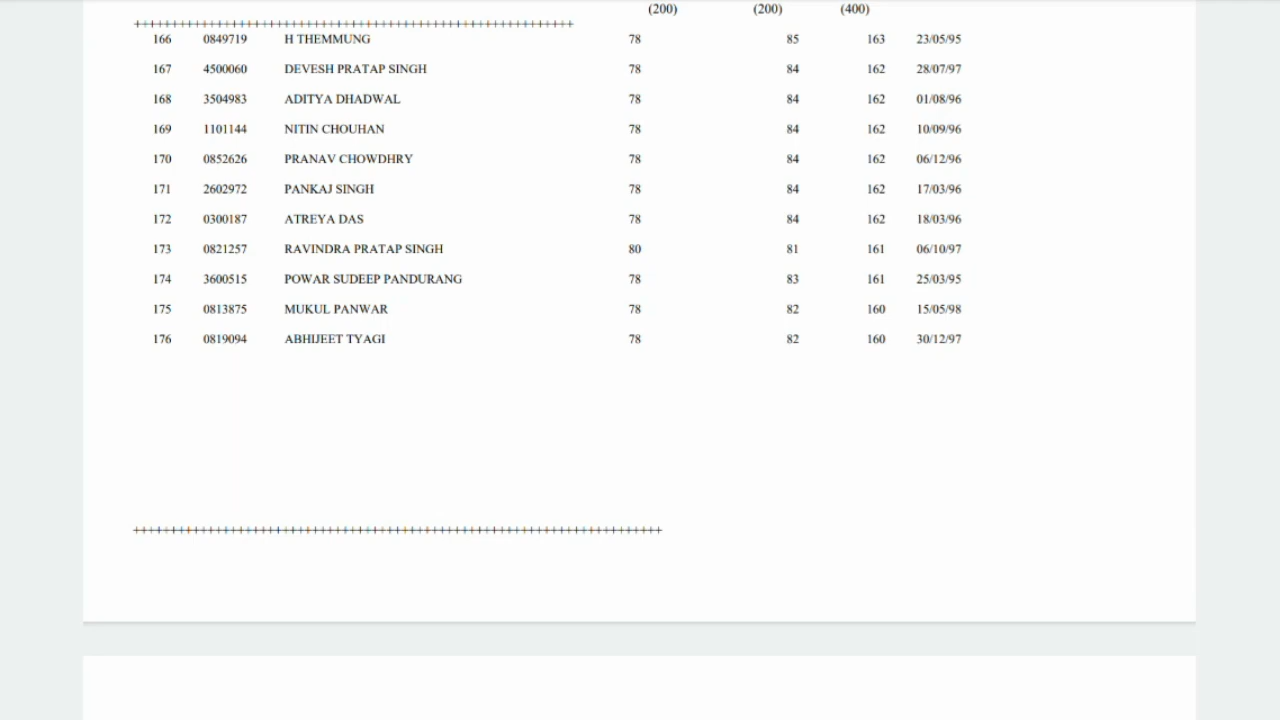 (200) (200) (400)
++++++++++++++++++++++++++++++++++++++++++++++++++++++++++
166 0849719 H THEMMUNG 78 85 163 23/05/95
167 4500060 DEVESH PRATAP SINGH 78 84 162 28/07/97
168 3504983 ADITYA DHADWAL 78 84 162 01/08/96
169 1101144 NITIN CHOUHAN 78 84 162 10/09/96
170 0852626 PRANAV CHOWDHRY 78 84 162 06/12/96
171 2602972 PANKAJ SINGH 78 84 162 17/03/96
172 0300187 ATREYA DAS 78 84 162 18/03/96
173 0821257 RAVINDRA PRATAP SINGH 80 81 161 06/10/97
174 3600515 POWAR SUDEEP PANDURANG 78 83 161 25/03/95
175 0813875 MUKUL PANWAR 78 82 160 15/05/98
176 0819094 ABHIJEET TYAGI 78 82 160 30/12/97
++++++++++++++++++++++++++++++++++++++++++++++++++++++++++++++++++++++